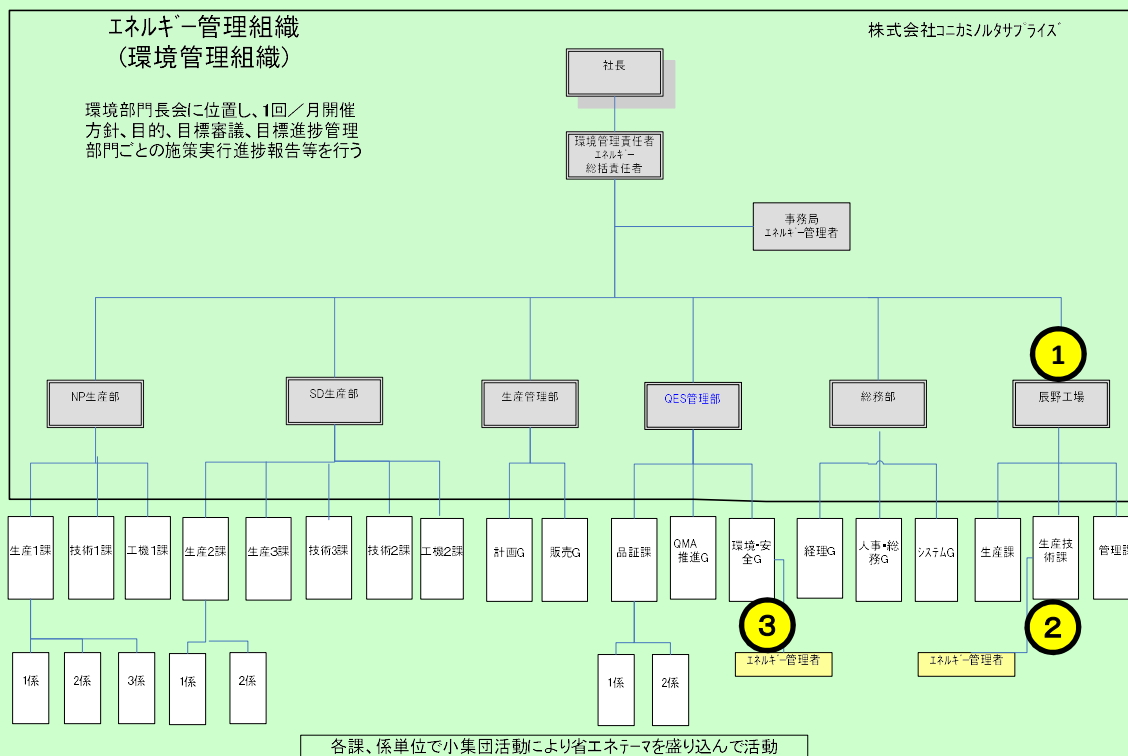 エネルギー管理組織
(環境管理組織)
株式会社コニカミノルタサプライズ
環境部門長会に位置し、1回／月開催
方針、目的、目標審議、目標進捗管理
部門ごとの施策実行進捗報告等を行う
社長
環境管理責任者
エネルギー
総括責任者
事務局
エネルギー管理者
1
NP生産部
SD生産部
生産管理部
QES管理部
総務部
辰野工場
生産1課
技術1課
工機1課
生産2課
生産3課
技術3課
技術2課
工機2課
計画G
販売G
品証課
QMA
推進G
環境・安
全G
経理G
人事・総
務G
システムG
生産課
生産技
術課
管理課
3
2
エネルギー管理者
エネルギー管理者
1係
2係
3係
1係
2係
1係
2係
各課、係単位で小集団活動により省エネテーマを盛り込んで活動